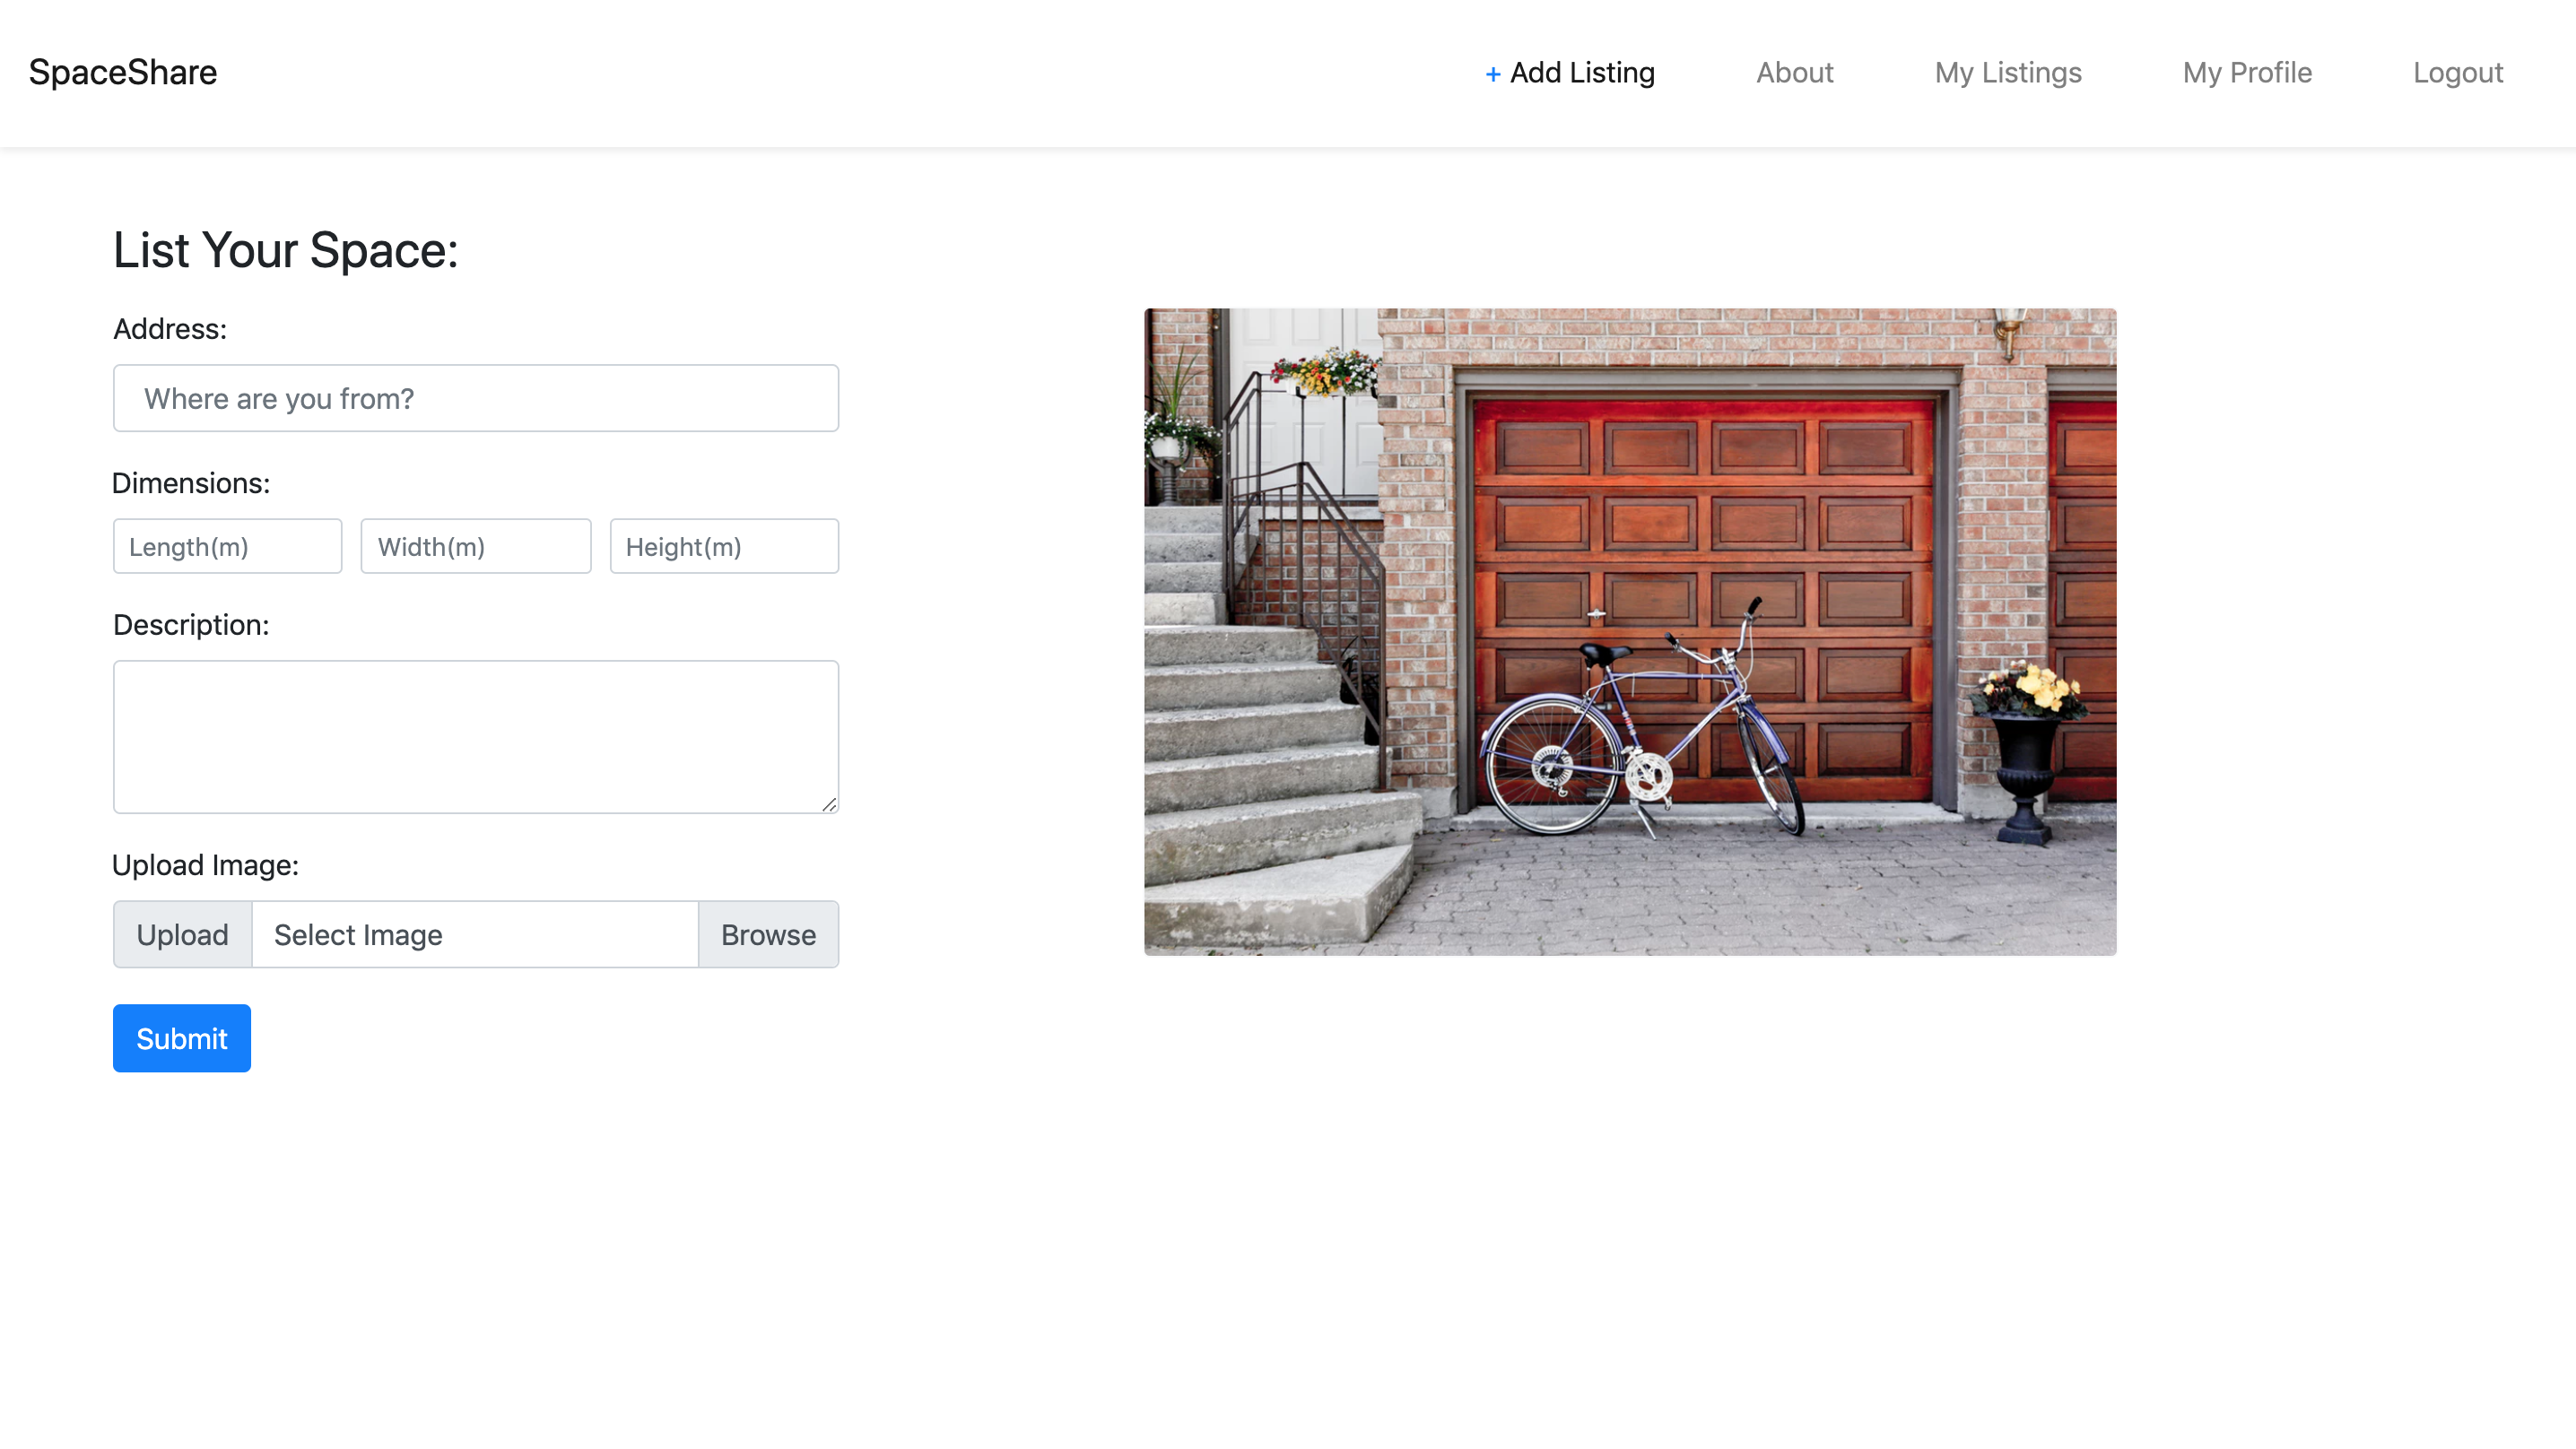 SpaceShare
+ Add Listing
About
My Listings
My Profile
Logout
List Your Space:
Address:
Where are you from?
Dimensions:
Length(m) Width(m) Height(m)
Description:
Upload Image:
Upload Select Image Browse
Submit